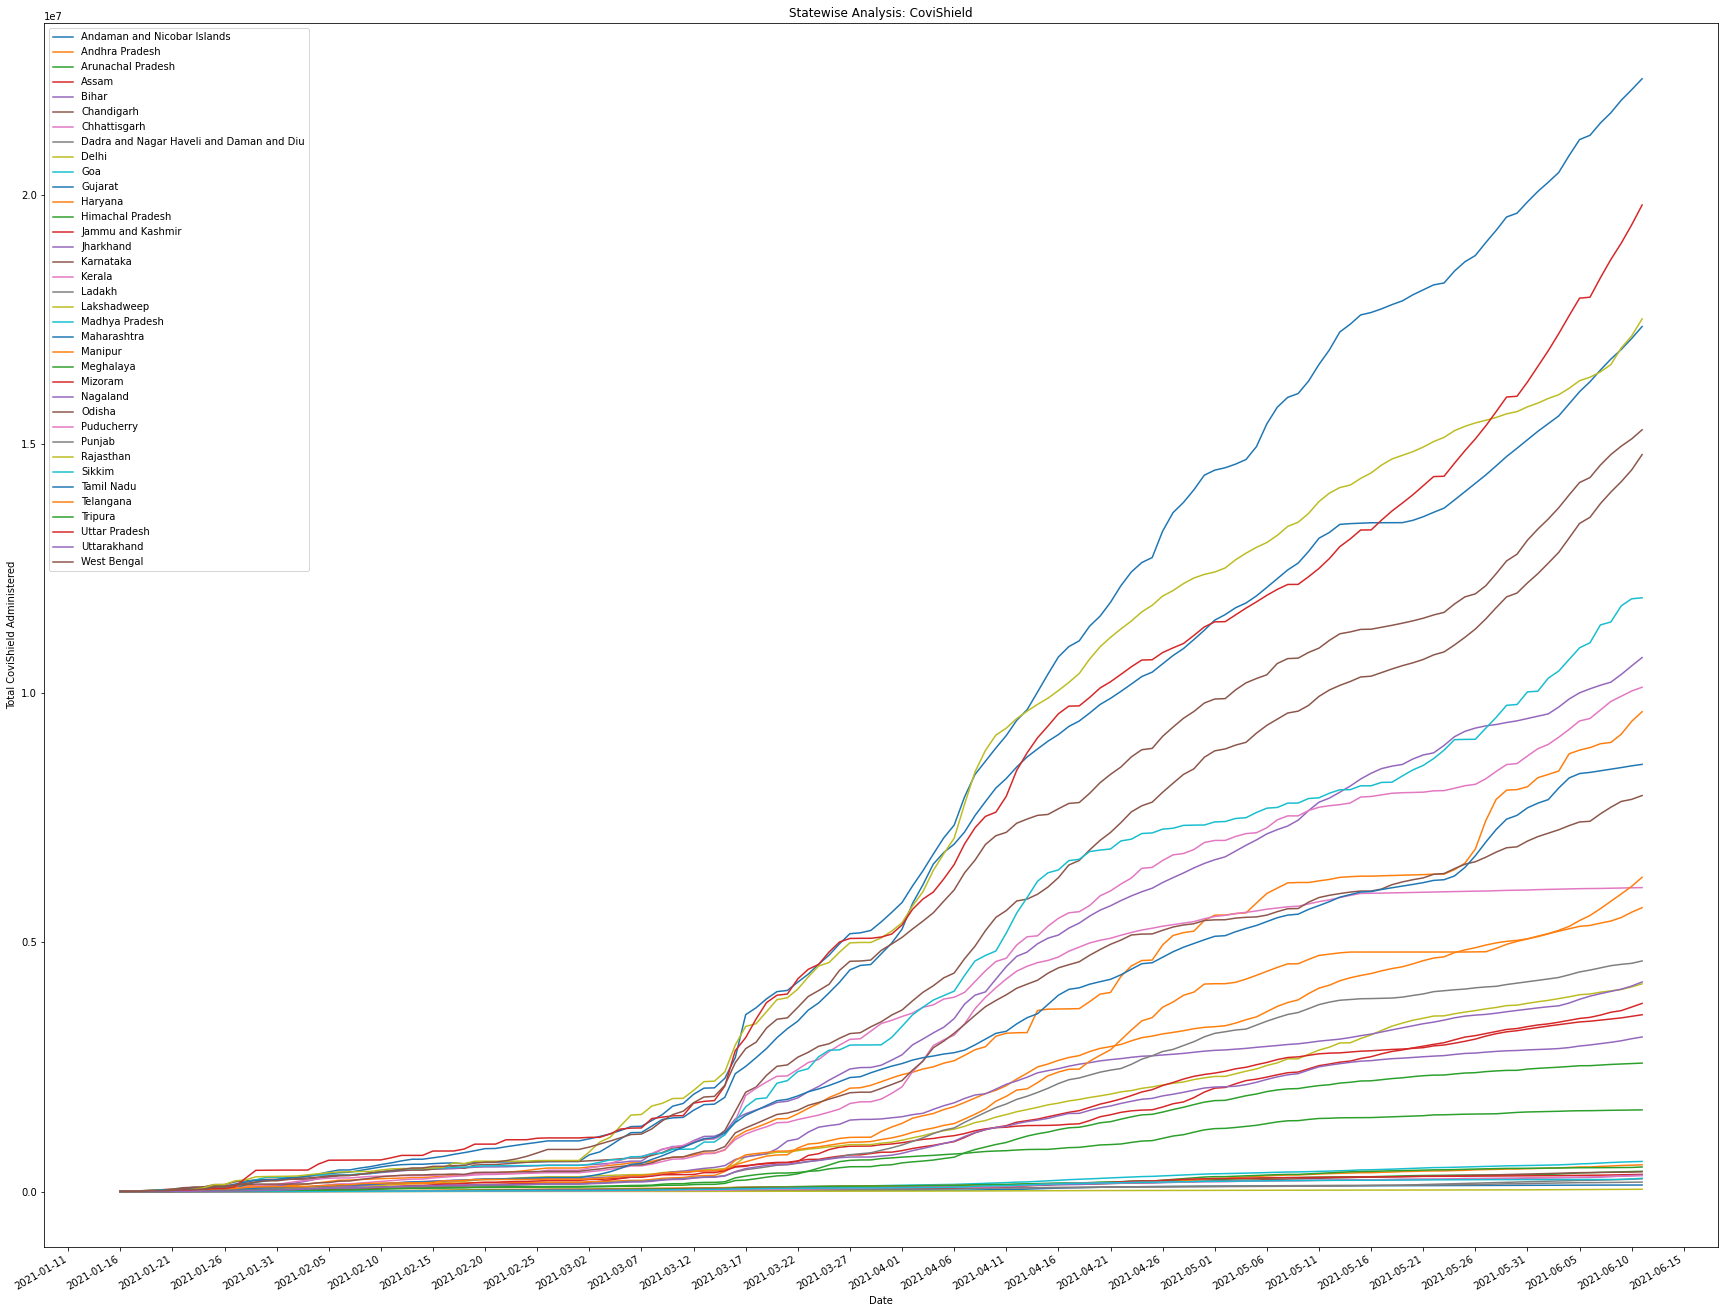 Statewise Analysis: CoviShield
1e7
Andaman and Nicobar Islands
Andhra Pradesh
Arunachal Pradesh
Assam
Bihar
Chandigarh
Chhattisgarh
Dadra and Nagar Haveli and Daman and Diu
Delhi
Goa
Gujarat
Haryana
Himachal Pradesh
Jammu and Kashmir
Jharkhand
Karnataka
Kerala
Ladakh
Lakshadweep
Madhya Pradesh
Maharashtra
Manipur
Meghalaya
Mizoram
Nagaland
Odisha
Puducherry
Punjab
Rajasthan
Sikkim
Tamil Nadu
Telangana
Tripura
Uttar Pradesh
Uttarakhand
West Bengal
Total CoviShield Administered
2.0
1.5
1.0
0.5
0.0
2021-01-11
2021-01-16
2021-01-21
2021-01-26
2021-01-31
2021-02-05
2021-02-10
2021-02-15
2021-02-20
2021-02-25
2021-03-02
2021-03-07
2021-03-12
2021-03-17
2021-03-22
2021-03-27
2021-04-01
2021-04-06
2021-04-11
2021-04-16
2021-04-21
2021-04-26
2021-05-01
2021-05-06
2021-05-11
2021-05-16
2021-05-21
2021-05-26
2021-05-31
2021-06-05
2021-06-10
2021-06-15
Date